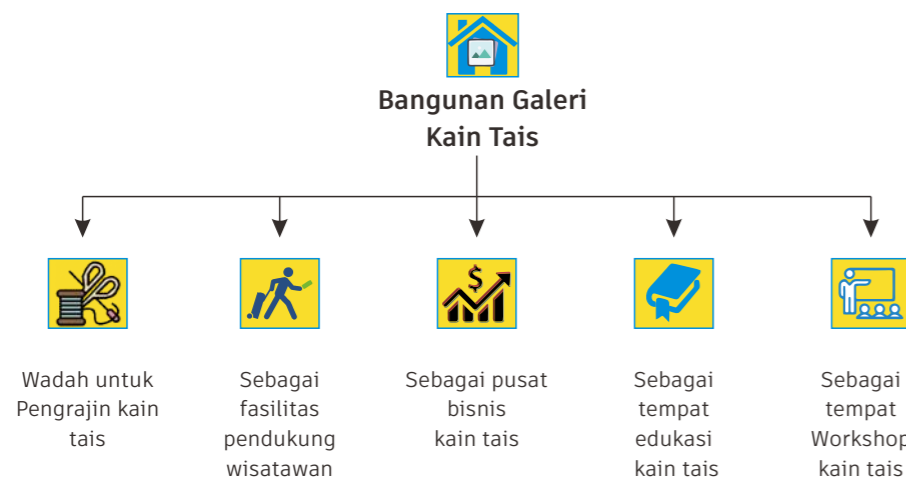 Bangunan Galeri
Kain Tais
Wadah untuk
Pengrajin kain
tais
Sebagai
fasilitas
pendukung
wisatawan
Sebagai pusat
bisnis
kain tais
Sebagai
tempat
edukasi
kain tais
Sebagai
tempat
Workshop
kain tais